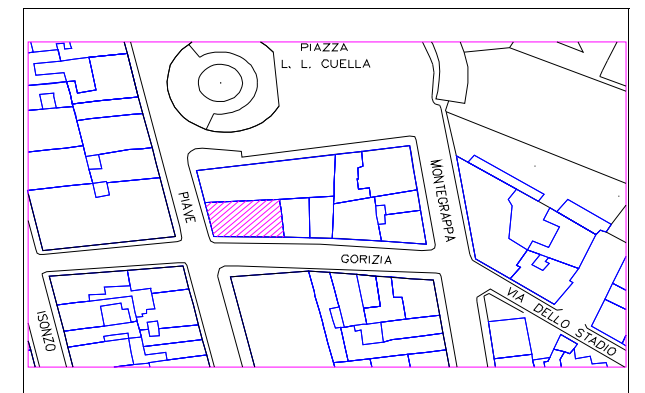 PIAZZA
L. L. CUELLA
MONTEGRAPPA
PIAVE
GORIZIA
ISONZO
VIA DELLO STADIO